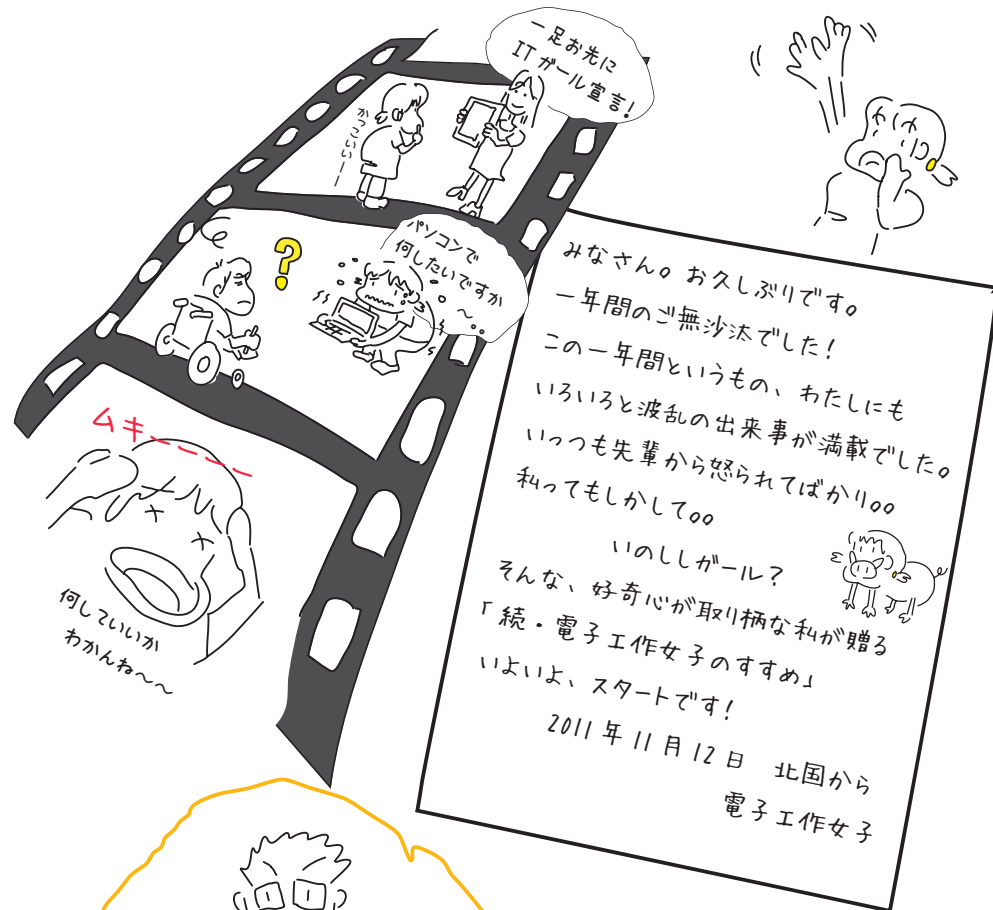 一足お先に
ITガール宣言!
かっこいい――
パソコンで
何したいですか
~。。
?
ムキーーーー
何していいか
わかんね~~
みなさん。お久しぶりです。
一年間のご無沙汰でした!
この一年間というもの、わたしにも
いろいろと波乱の出来事が満載でした。
いっつも先輩から怒られてばかり。。
私ってもしかして。。
いのししガール?
そんな、好奇心が取り柄な私が贈る
「続・電子工作女子のすすめ」
いよいよ、スタートです!
2011年11月12日 北国から
電子工作女子